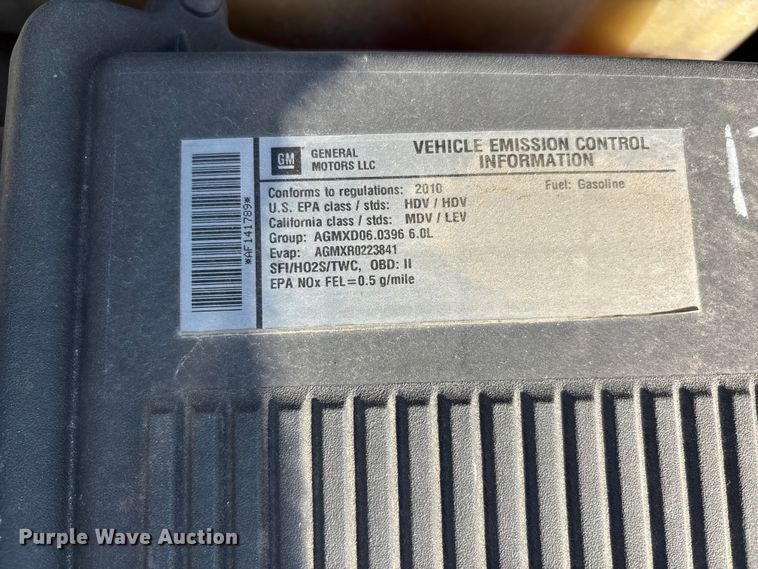 GM
GENERAL
MOTORS LLC
VEHICLE EMISSION CONTROL
INFORMATION
Conforms to regulations: 2010 Fuel: Gasoline
U.S. EPA class / stds: HDV / HDV
California class / stds: MDV / LEV
Group: AGMXD06.0396 6.0L
Evap: AGMXR0223841
SFI/HO2S/TWC, OBD: II
EPA NOx FEL=0.5 g/mile
*AF141789*
Purple Wave Auction